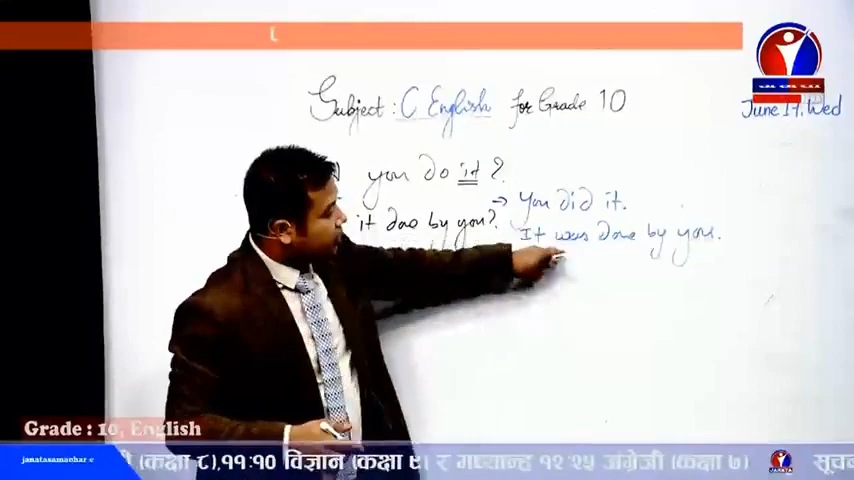 Subject : C English for Grade 10
June 17, Wed
you do it ?
→ You did it.
it done by you?
It was done by you.
Grade : 10, English
janatasamachar.c
(कक्षा ८),११:१० विज्ञान (कक्षा ९) र मध्यान्ह १२:२५ अंग्रेजी (कक्षा ७)
JANATA
सूच